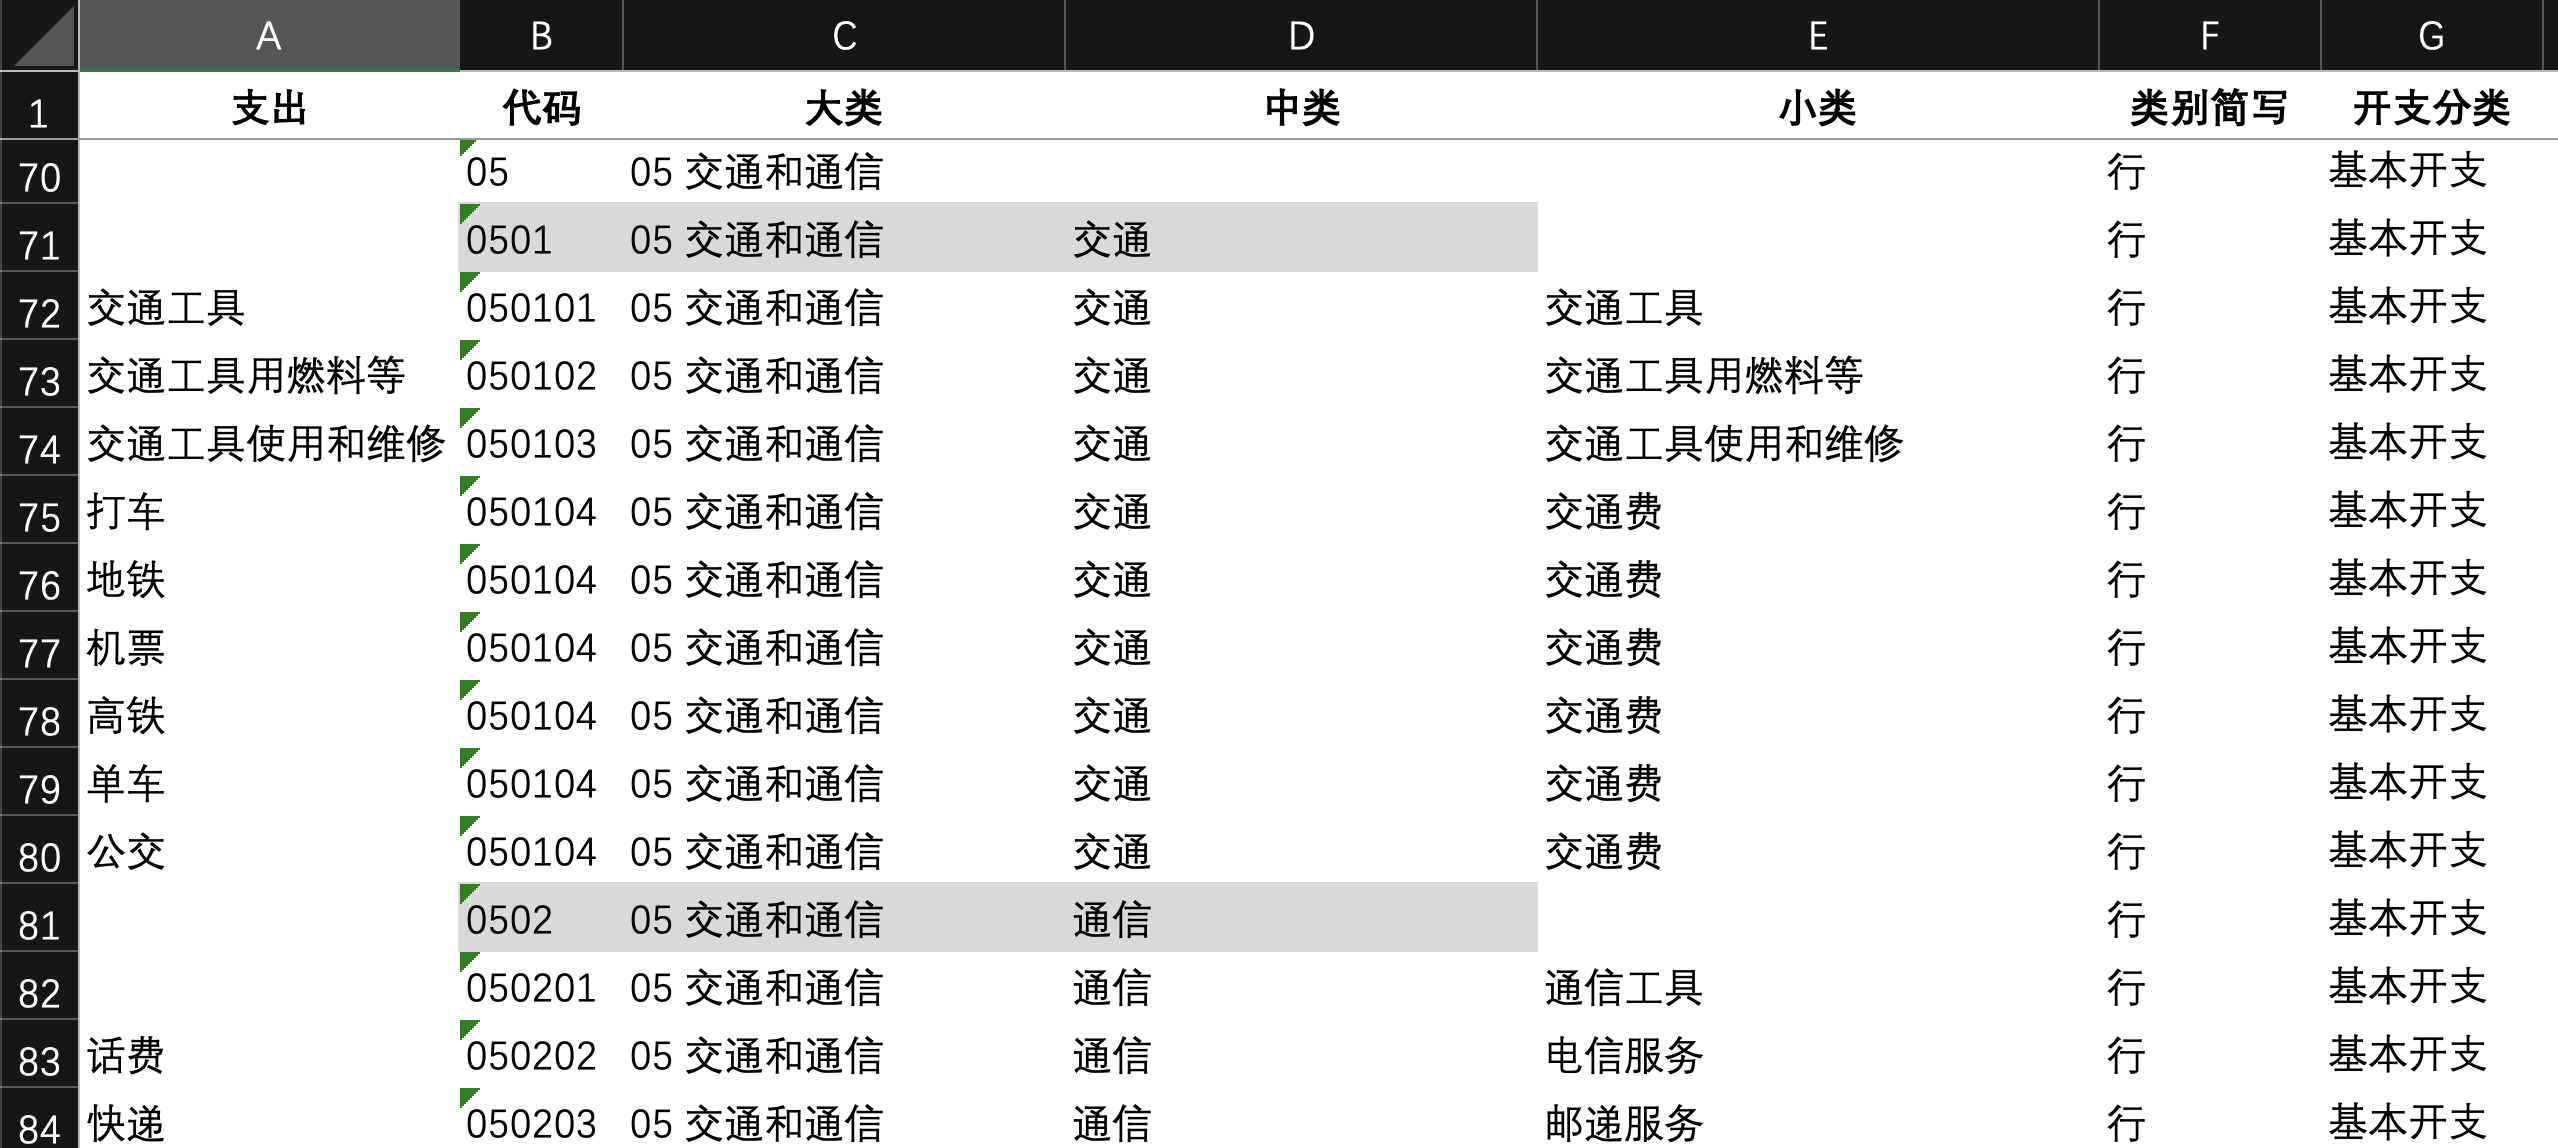 A B C D E F G
1 支出 代码 大类 中类 小类 类别简写 开支分类
70 05 05 交通和通信 行 基本开支
71 0501 05 交通和通信 交通 行 基本开支
72 交通工具 050101 05 交通和通信 交通 交通工具 行 基本开支
73 交通工具用燃料等 050102 05 交通和通信 交通 交通工具用燃料等 行 基本开支
74 交通工具使用和维修 050103 05 交通和通信 交通 交通工具使用和维修 行 基本开支
75 打车 050104 05 交通和通信 交通 交通费 行 基本开支
76 地铁 050104 05 交通和通信 交通 交通费 行 基本开支
77 机票 050104 05 交通和通信 交通 交通费 行 基本开支
78 高铁 050104 05 交通和通信 交通 交通费 行 基本开支
79 单车 050104 05 交通和通信 交通 交通费 行 基本开支
80 公交 050104 05 交通和通信 交通 交通费 行 基本开支
81 0502 05 交通和通信 通信 行 基本开支
82 050201 05 交通和通信 通信 通信工具 行 基本开支
83 话费 050202 05 交通和通信 通信 电信服务 行 基本开支
84 快递 050203 05 交通和通信 通信 邮递服务 行 基本开支